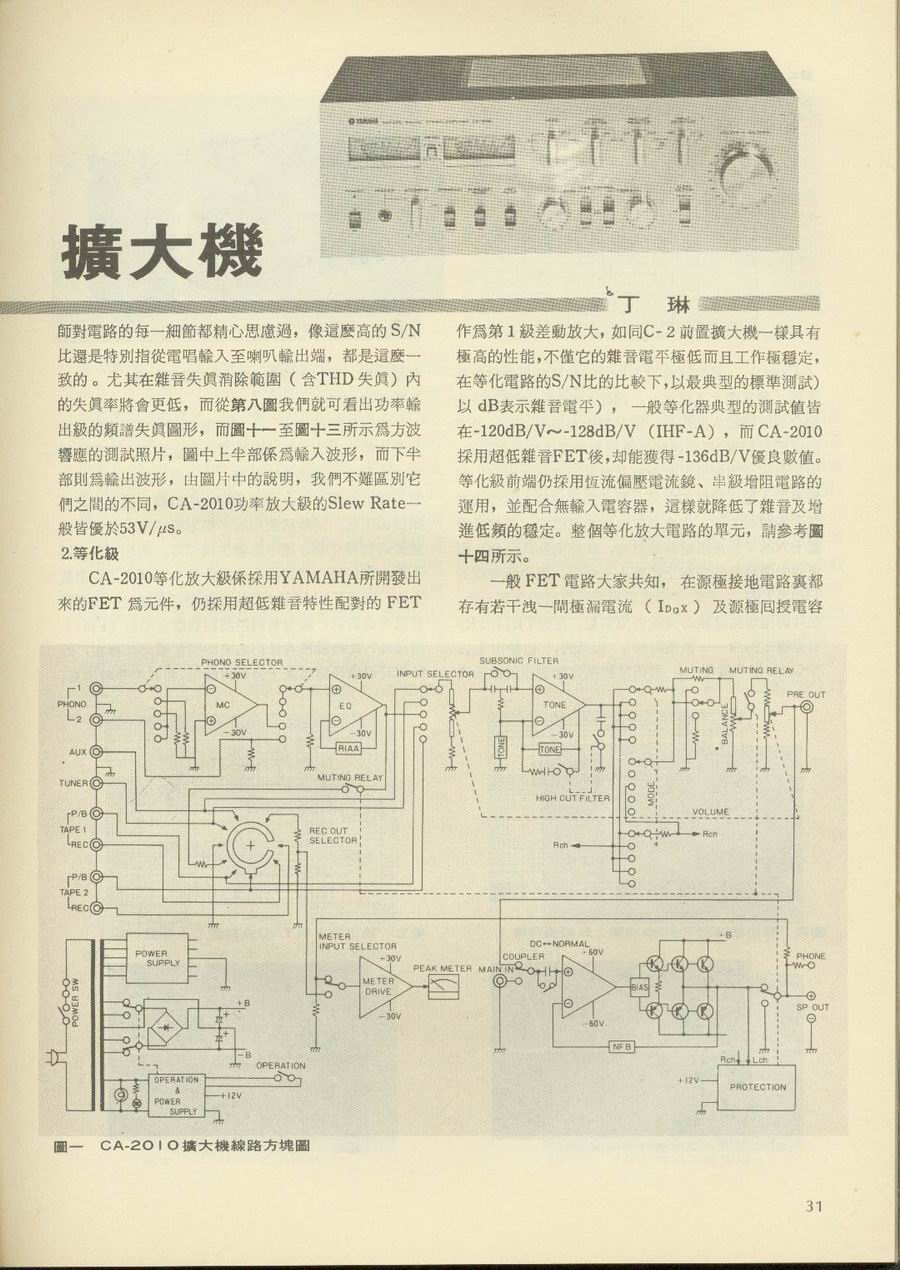 YAMAHA
擴大機
丁 琳
師對電路的每一細節都精心思慮過，像這麽高的 S/N
比還是特別指從電唱輸入至喇叭輸出端，都是這麽一
致的。尤其在雜音失眞消除範圍（含THD失眞）內
的失眞率將會更低，而從第八圖我們就可看出功率輸
出級的頻譜失眞圖形，而圖十一至圖十三所示爲方波
響應的測試照片，圖中上半部係爲輸入波形，而下半
部則爲輸出波形，由圖片中的說明，我們不難區別它
們之間的不同，CA-2010功率放大級的Slew Rate一
般皆優於53V/μs。
2.等化級
CA-2010等化放大級係採用YAMAHA所開發出
來的FET 爲元件，仍採用超低雜音特性配對的 FET
作爲第1級差動放大，如同C-2前置擴大機一樣具有
極高的性能，不僅它的雜音電平極低而且工作極穩定，
在等化電路的S/N比的比較下，以最典型的標準測試)
以 dB表示雜音電平），一般等化器典型的測試值皆
在-120dB/V～-128dB/V （IHF-A），而CA-2010
採用超低雜音FET後，却能獲得-136dB/V優良數値。
等化級前端仍採用恆流偏壓電流鏡、串級增阻電路的
運用，並配合無輸入電容器，這樣就降低了雜音及增
進低頻的穩定。整個等化放大電路的單元，請參考圖
十四所示。
一般 FET 電路大家共知，在源極接地電路裏都
存有若干洩一閘極漏電流（IDGX）及源極囘授電容
PHONO SELECTOR
+30V
MC
-30V
+30V
EQ
-30V
RIAA
INPUT SELECTOR
SUBSONIC FILTER
+30V
TONE
-30V
TONE
TONE
HIGH CUT FILTER
MUTING
MUTING RELAY
PRE OUT
BALANCE
MODE
VOLUME
Rch
Rch
1
PHONO
2
AUX
TUNER
P/B
TAPE 1
REC
P/B
TAPE 2
REC
MUTING RELAY
REC OUT
SELECTOR
METER
INPUT SELECTOR
+30V
METER
DRIVE
-30V
PEAK METER
MAIN IN
COUPLER
DC↔NORMAL
+60V
-60V
BIAS
NFB
+B
PHONE
SP OUT
Rch
Lch
+12V
PROTECTION
POWER SW
POWER
SUPPLY
+B
-B
OPERATION
OPERATION
&
POWER
SUPPLY
+12V
圖一 CA-2010擴大機線路方塊圖
31